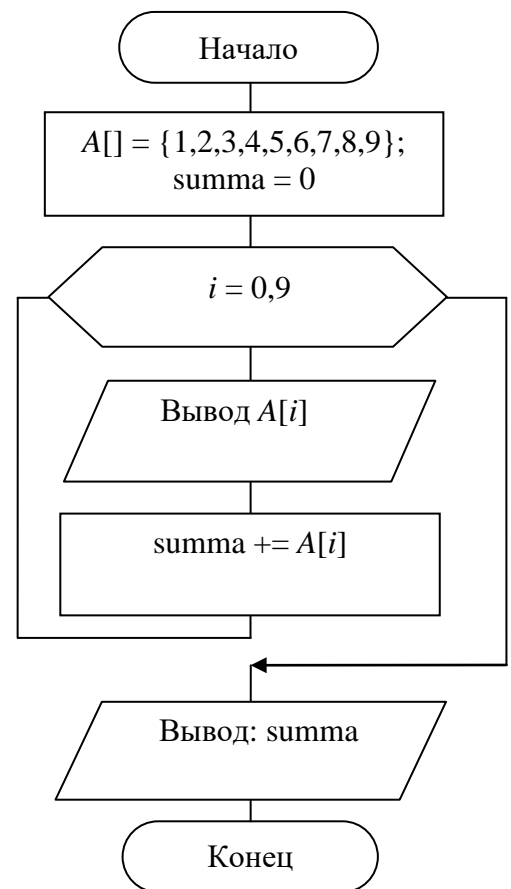 Начало
A[] = {1,2,3,4,5,6,7,8,9};
summa = 0
i = 0,9
Вывод A[i]
summa += A[i]
Вывод: summa
Конец